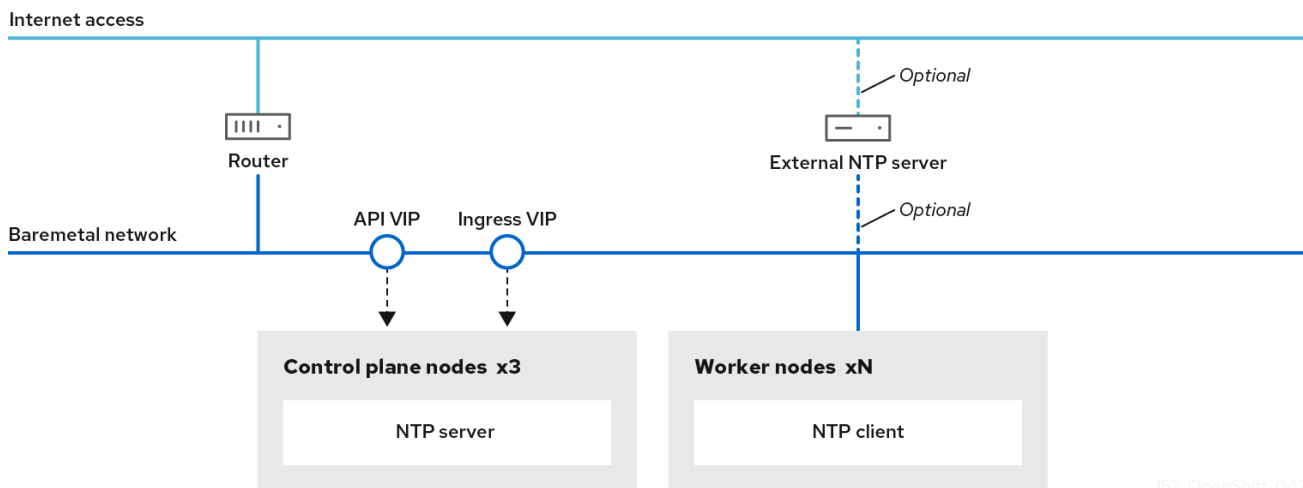 Internet access
Optional
Router
External NTP server
Optional
API VIP
Ingress VIP
Baremetal network
Control plane nodes x3
Worker nodes xN
NTP server
NTP client